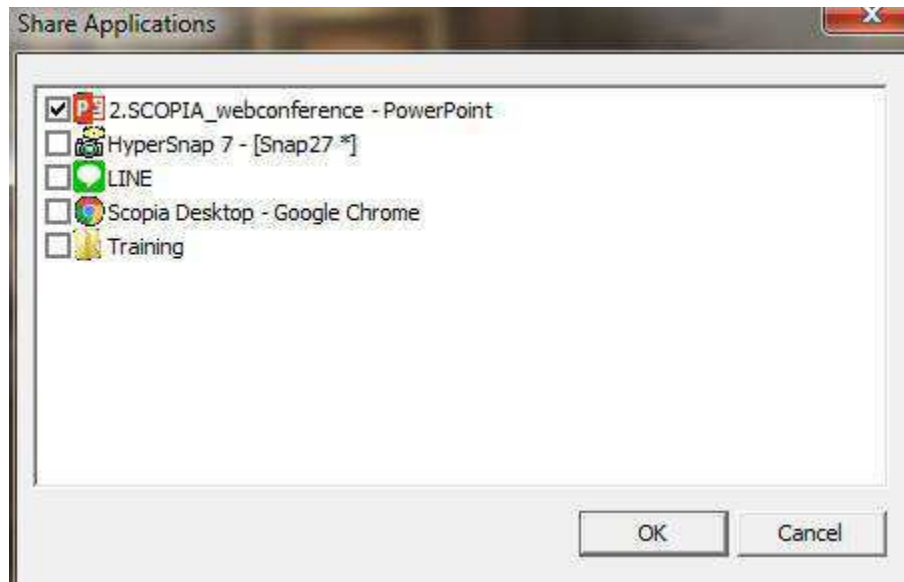 Share Applications
2.SCOPIA_webconference - PowerPoint
HyperSnap 7 - [Snap27 *]
LINE
Scopia Desktop - Google Chrome
Training
OK Cancel